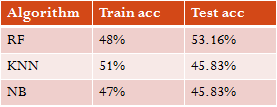 Algorithm Train acc Test acc
RF 48% 53.16%
KNN 51% 45.83%
NB 47% 45.83%